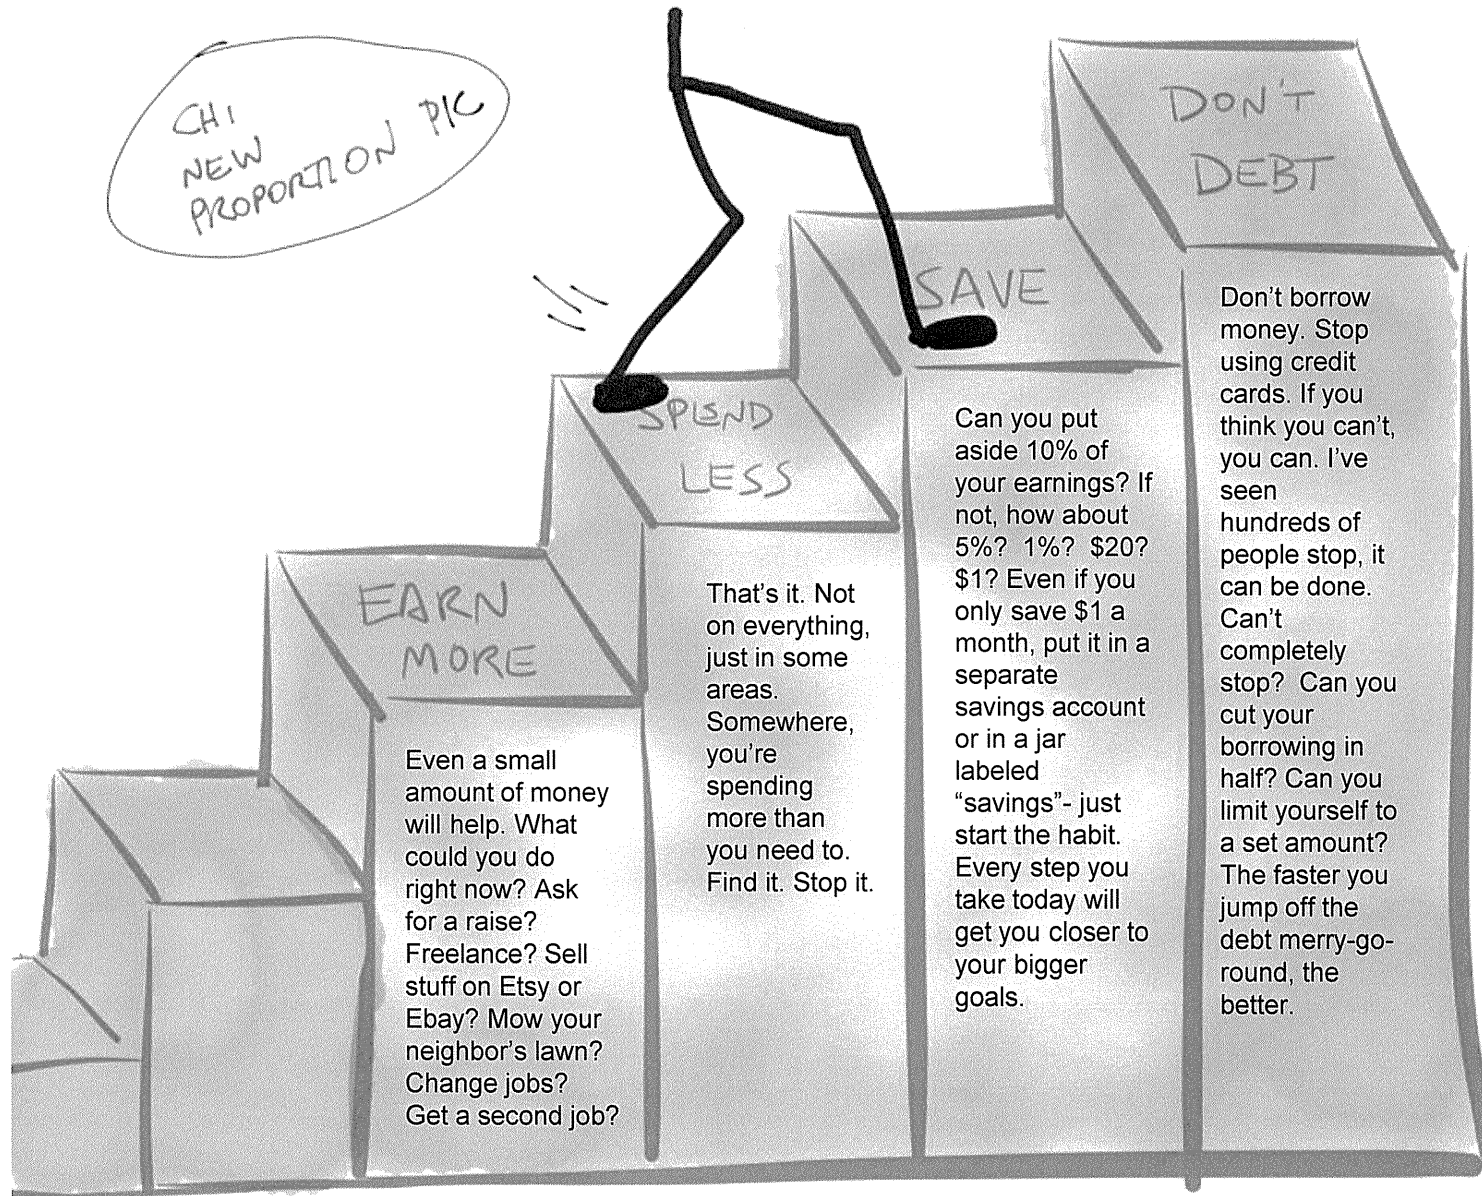 CHI
NEW
PROPORTION PIC
DON'T
DEBT
SAVE
SPEND
LESS
EARN
MORE
Even a small
amount of money
will help. What
could you do
right now? Ask
for a raise?
Freelance? Sell
stuff on Etsy or
Ebay? Mow your
neighbor's lawn?
Change jobs?
Get a second job?
That's it. Not
on everything,
just in some
areas.
Somewhere,
you're
spending
more than
you need to.
Find it. Stop it.
Can you put
aside 10% of
your earnings? If
not, how about
5%?  1%?  $20?
$1? Even if you
only save $1 a
month, put it in a
separate
savings account
or in a jar
labeled
“savings”- just
start the habit.
Every step you
take today will
get you closer to
your bigger
goals.
Don't borrow
money. Stop
using credit
cards. If you
think you can't,
you can. I've
seen
hundreds of
people stop, it
can be done.
Can't
completely
stop?  Can you
cut your
borrowing in
half? Can you
limit yourself to
a set amount?
The faster you
jump off the
debt merry-go-
round, the
better.